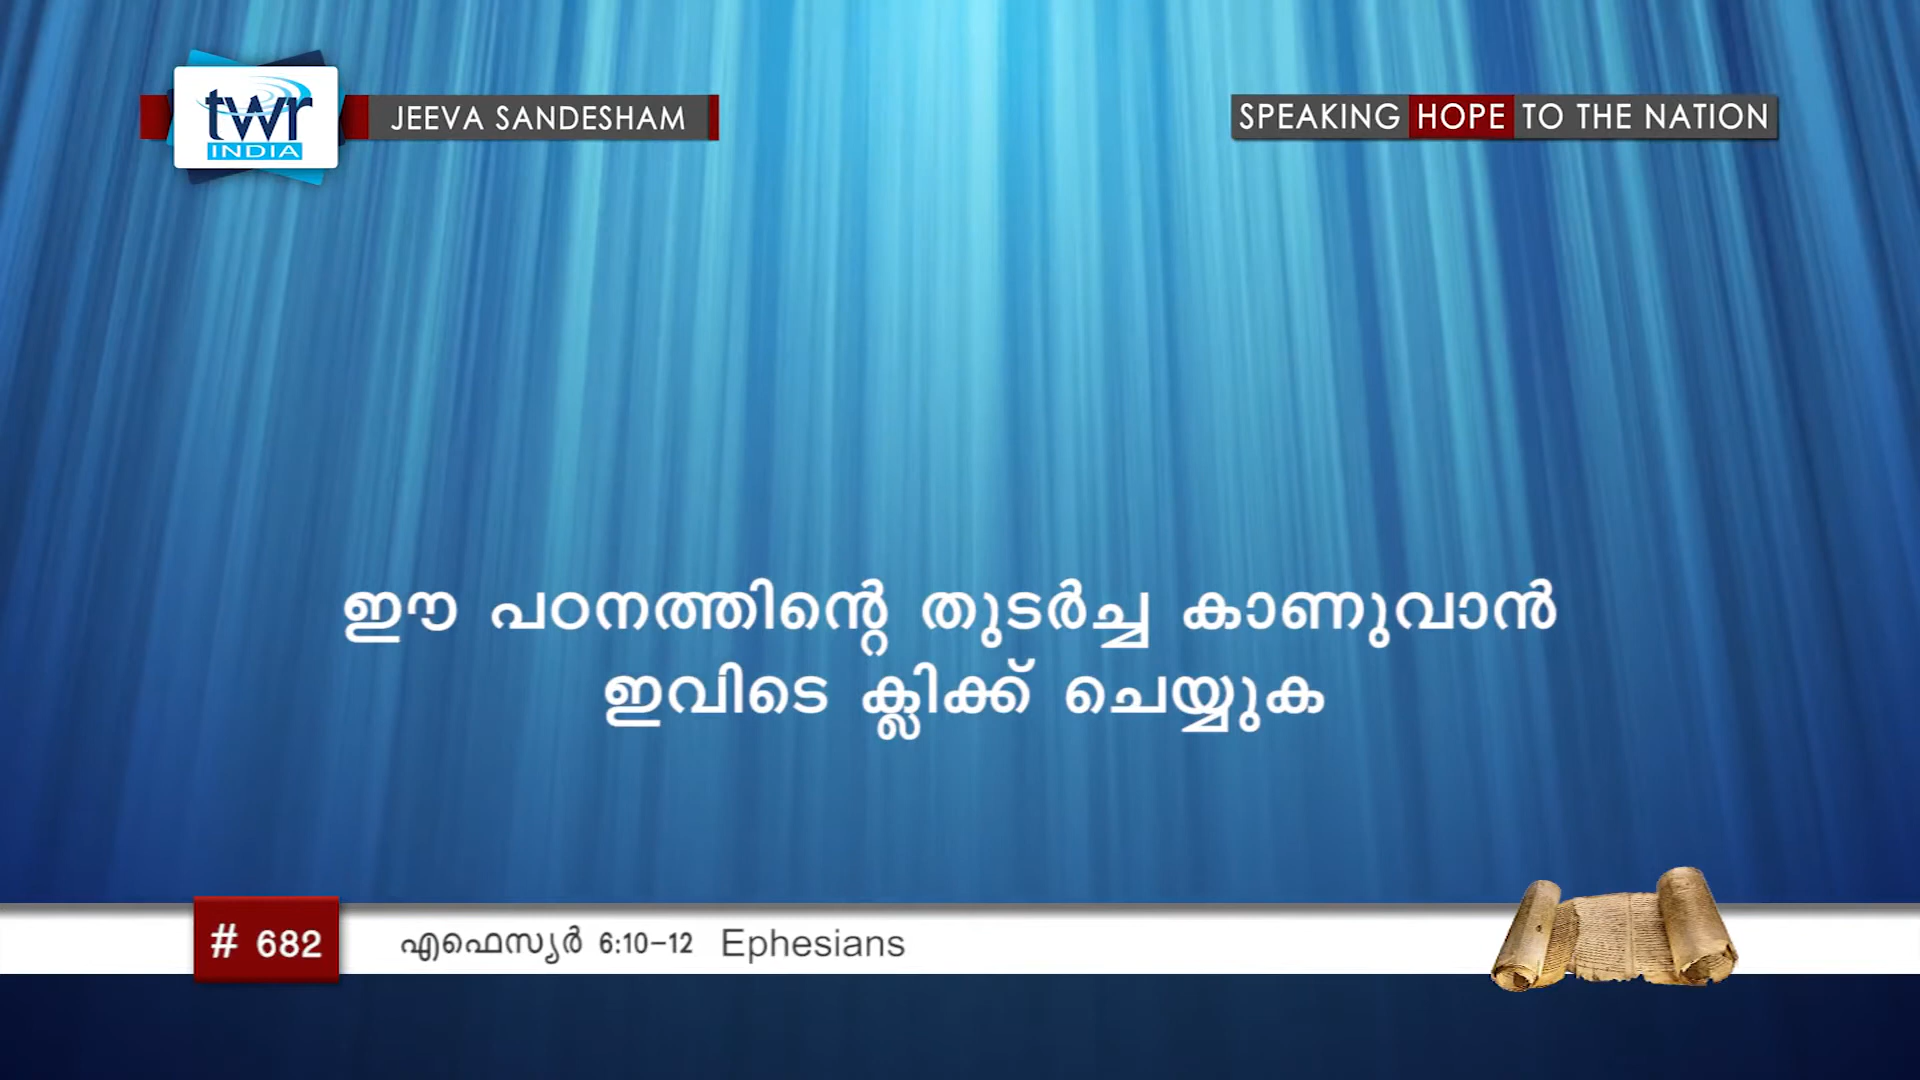 twr
INDIA
JEEVA SANDESHAM
SPEAKING HOPE TO THE NATION
ഈ പഠനത്തിന്റെ തുടർച്ച കാണുവാൻ
ഇവിടെ ക്ലിക്ക് ചെയ്യുക
# 682
എഫെസ്യർ 6:10-12 Ephesians